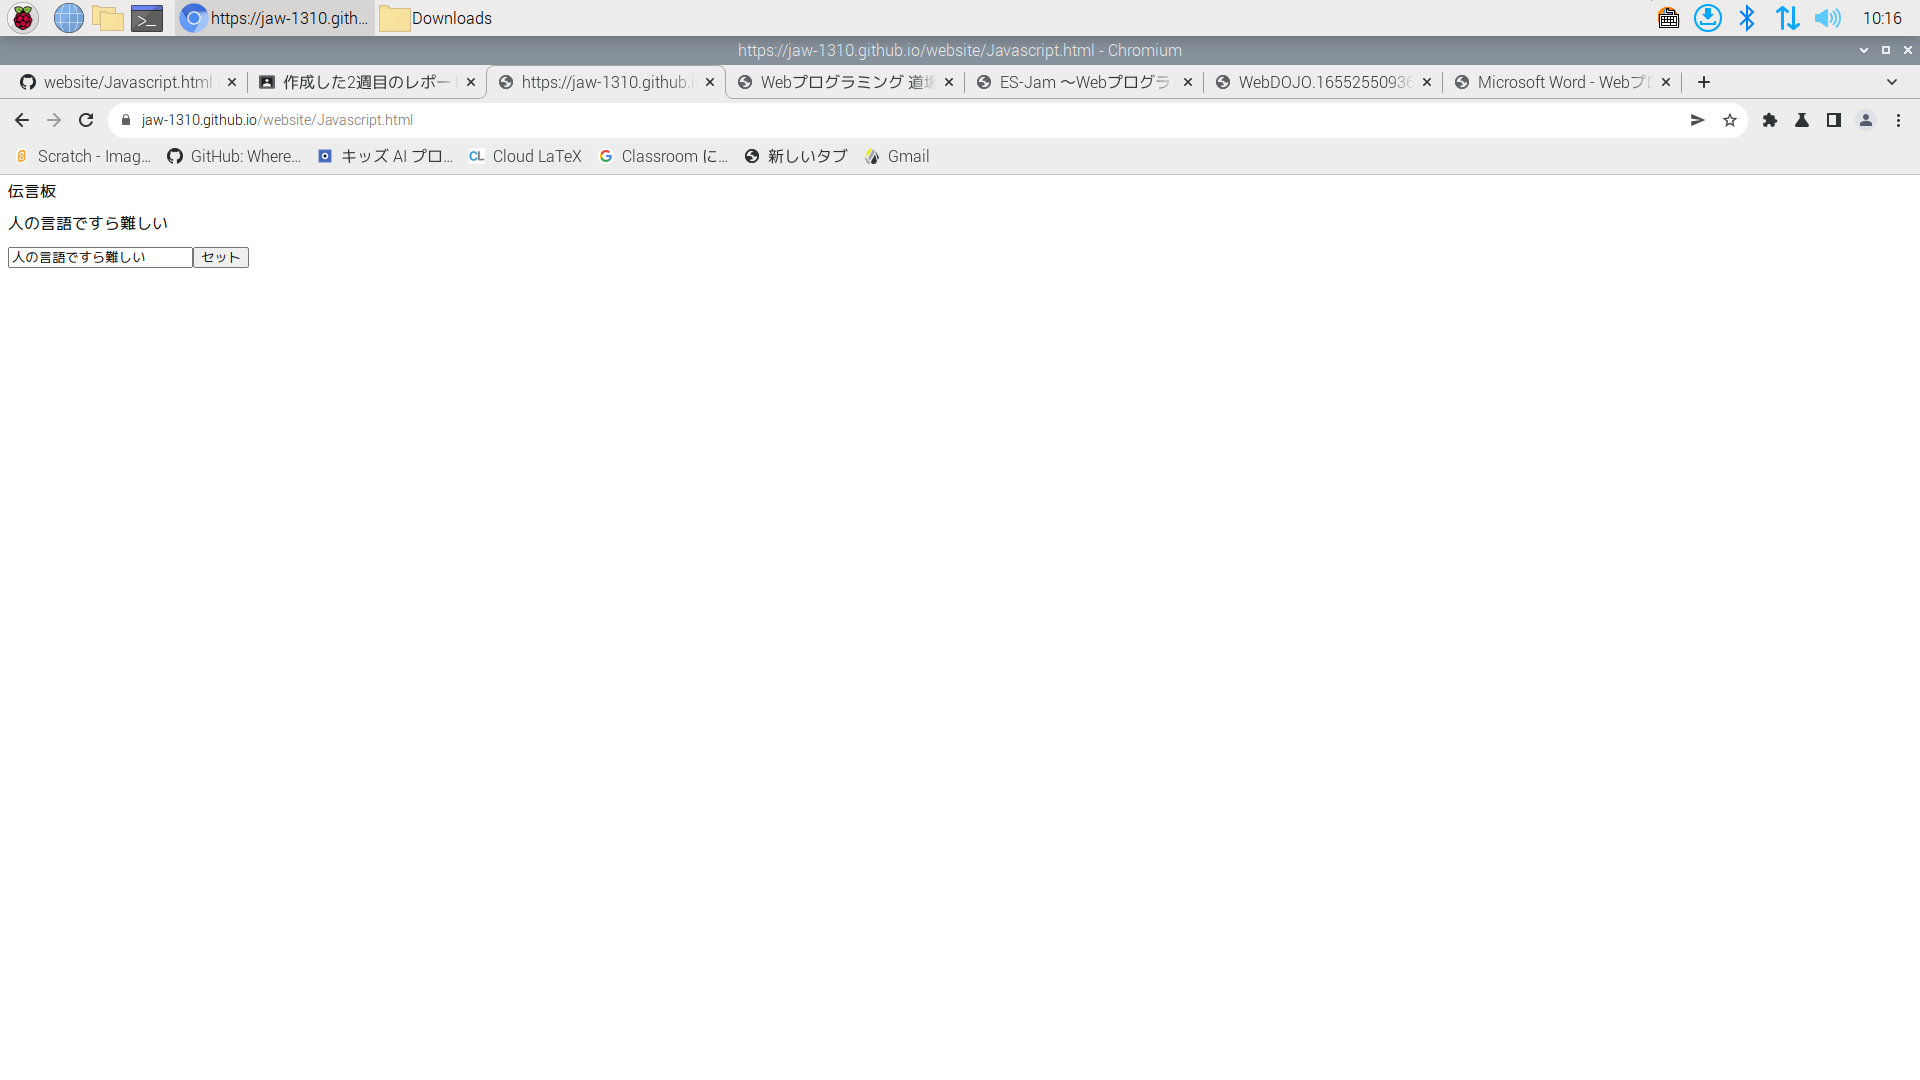 https://jaw-1310.gith... Downloads 10:16
https://jaw-1310.github.io/website/Javascript.html - Chromium
website/Javascript.html 作成した2週目のレポー https://jaw-1310.github.i Webプログラミング 道場 ES-Jam ～Webプログラ WebDOJO.16552550936 Microsoft Word - Webプロ
jaw-1310.github.io/website/Javascript.html
Scratch - Imag... GitHub: Where... キッズ AI プロ... CL Cloud LaTeX Classroom に... 新しいタブ Gmail
伝言板
人の言語ですら難しい
人の言語ですら難しい セット